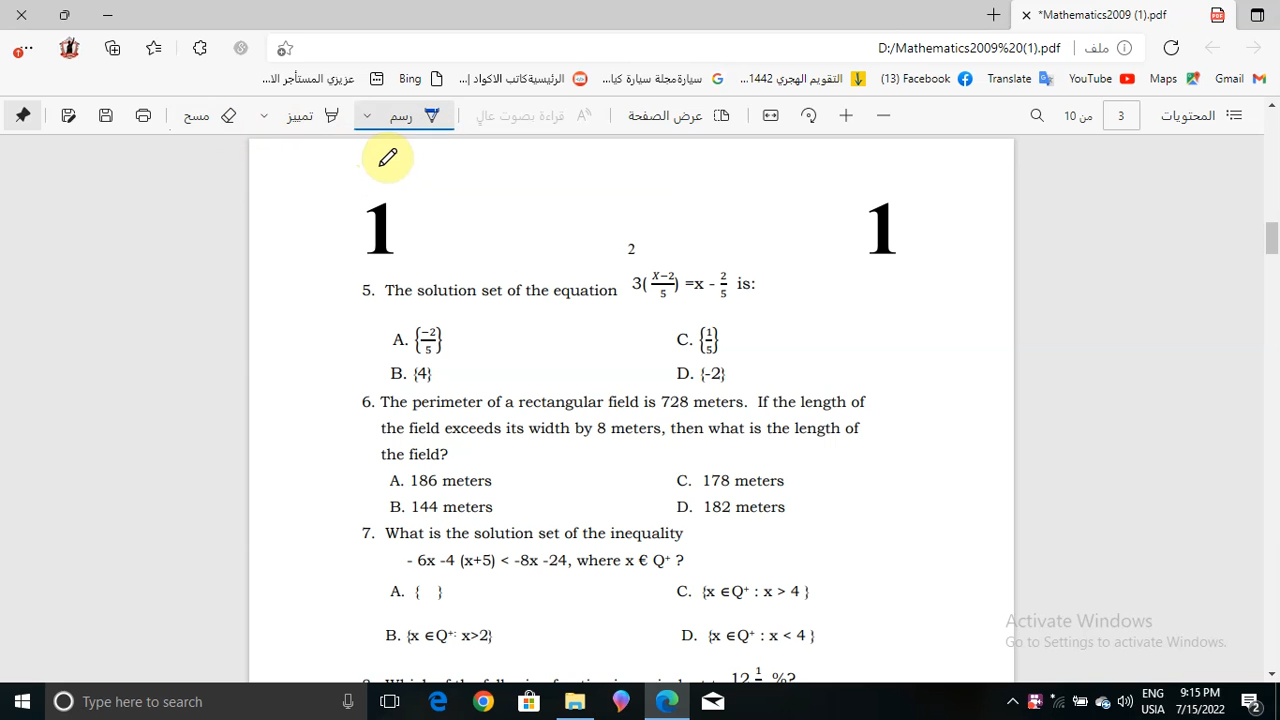 *Mathematics2009 (1).pdf
D:/Mathematics2009%20(1).pdf ملف
عزيزي المستأجر الا... Bing الرئيسيةكاتب الاكواد إ... سيارةمجلة سيارة كيا... التقويم الهجري 1442... (13) Facebook Translate YouTube Maps Gmail
مسح تمييز رسم قراءة بصوت عالٍ عرض الصفحة من 10 3 المحتويات
1 1
2
5. The solution set of the equation 3(X−2/5) =x - 2/5 is:
A. {−2/5} C. {1/5}
B. {4} D. {-2}
6. The perimeter of a rectangular field is 728 meters. If the length of
the field exceeds its width by 8 meters, then what is the length of
the field?
A. 186 meters C. 178 meters
B. 144 meters D. 182 meters
7. What is the solution set of the inequality
- 6x -4 (x+5) < -8x -24, where x € Q⁺ ?
A. { } C. {x ∈Q⁺ : x > 4 }
B. {x ∈Q⁺: x>2} D. {x ∈Q⁺ : x < 4 }
Activate Windows
Go to Settings to activate Windows.
Type here to search
ENG 9:15 PM
USIA 7/15/2022
2